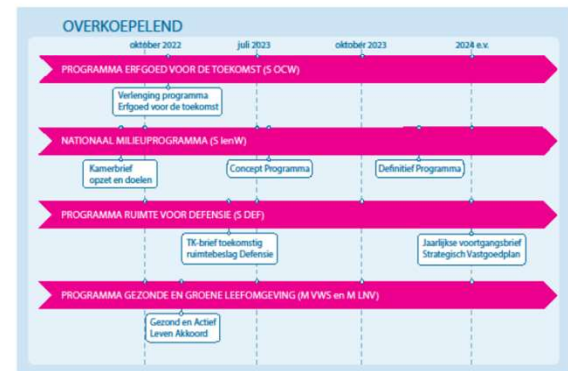 OVERKOEPELEND
oktober 2022 juli 2023 oktober 2023 2024 e.v.
PROGRAMMA ERFGOED VOOR DE TOEKOMST (S OCW)
Verlenging programma
Erfgoed voor de toekomst
NATIONAAL MILIEUPROGRAMMA (S IenW)
Kamerbrief
opzet en doelen
Concept Programma
Definitief Programma
PROGRAMMA RUIMTE VOOR DEFENSIE (S DEF)
TK-brief toekomstig
ruimtebeslag Defensie
Jaarlijkse voortgangsbrief
Strategisch Vastgoedplan
PROGRAMMA GEZONDE EN GROENE LEEFOMGEVING (M VWS en M LNV)
Gezond en Actief
Leven Akkoord